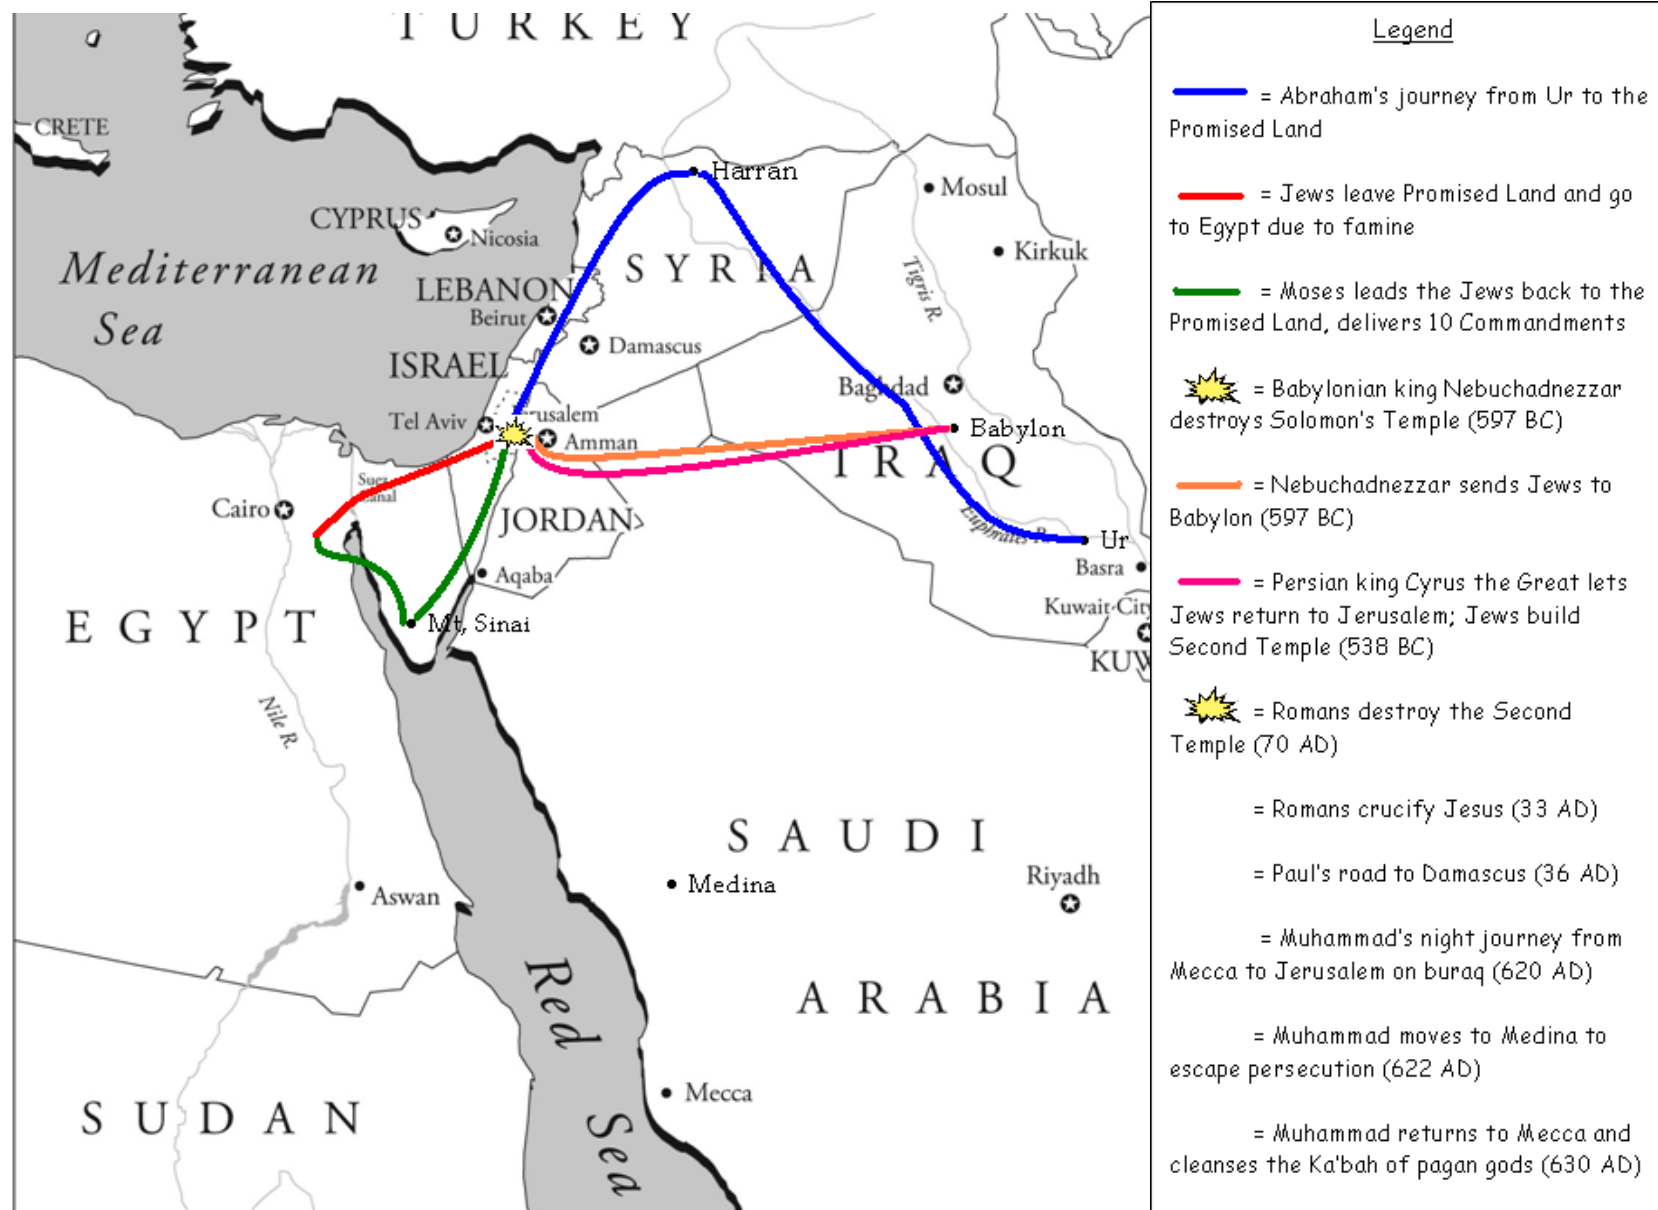 TURKEY
CRETE
Harran
Mosul
CYPRUS
Nicosia
Kirkuk
Mediterranean
Sea
SYRIA
Tigris R.
LEBANON
Beirut
Damascus
ISRAEL
Baghdad
Tel Aviv
rusalem
Amman
Babylon
IRAQ
Suez
Canal
Cairo
JORDAN
Euphrates R.
Ur
Basra
Aqaba
Kuwait City
EGYPT
Mt, Sinai
KUW
Nile R.
SAUDI
Medina
Riyadh
Aswan
Red
ARABIA
Mecca
SUDAN
Sea
Legend
= Abraham's journey from Ur to the
Promised Land
= Jews leave Promised Land and go
to Egypt due to famine
= Moses leads the Jews back to the
Promised Land, delivers 10 Commandments
= Babylonian king Nebuchadnezzar
destroys Solomon's Temple (597 BC)
= Nebuchadnezzar sends Jews to
Babylon (597 BC)
= Persian king Cyrus the Great lets
Jews return to Jerusalem; Jews build
Second Temple (538 BC)
= Romans destroy the Second
Temple (70 AD)
= Romans crucify Jesus (33 AD)
= Paul's road to Damascus (36 AD)
= Muhammad's night journey from
Mecca to Jerusalem on buraq (620 AD)
= Muhammad moves to Medina to
escape persecution (622 AD)
= Muhammad returns to Mecca and
cleanses the Ka'bah of pagan gods (630 AD)